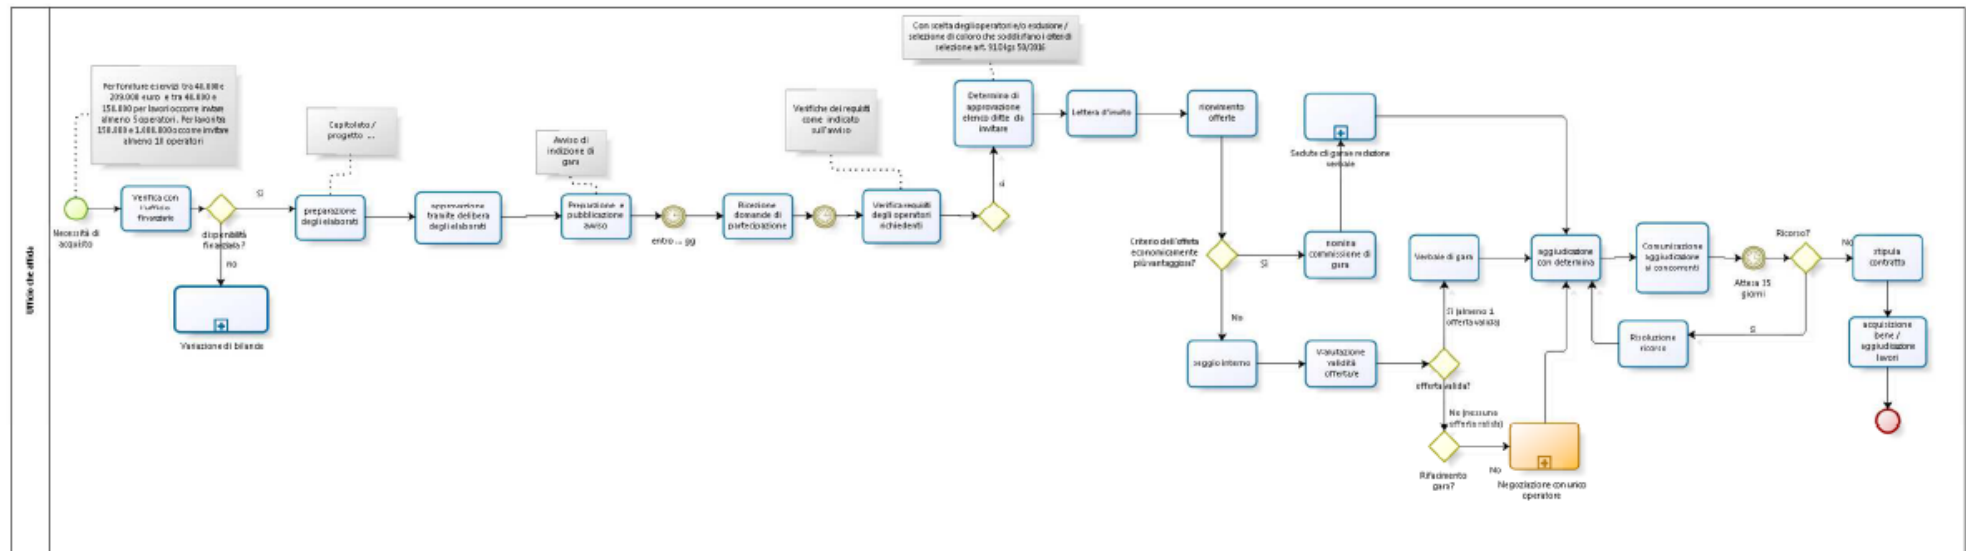 Ufficio che affida
Per forniture e servizi tra 40.000 e
209.000 euro e tra 40.000 e
150.000 per lavori occorre invitare
almeno 5 operatori. Per lavori tra
150.000 e 1.000.000 occorre invitare
almeno 10 operatori
Necessità di
acquisto
Verifica con
l'ufficio
finanziario
disponibilità
finanziaria?
SI
no
Variazione di bilancio
Capitolato /
progetto ...
preparazione
degli elaborati
approvazione
tramite delibera
degli elaborati
Avviso di
indizione di
gara
Preparazione e
pubblicazione
avviso
entro ... gg
Ricezione
domande di
partecipazione
Verifiche dei requisiti
come indicato
sull'avviso
Verifica requisiti
degli operatori
richiedenti
si
Con scelta degli operatori e/o esclusione /
selezione di coloro che soddisfano i criteri di
selezione art. 91 D.lgs 50/2016
Determina di
approvazione
elenco ditte da
invitare
Lettera d'invito
ricevimento
offerte
Criterio dell'offerta
economicamente
più vantaggiosa?
Si
No
nomina
commissione di
gara
Sedute di gara e redazione
verbale
seggio interno
Valutazione
validità
offerta/e
offerta valida?
Si (almeno 1
offerta valida)
No (nessuna
offerta valida)
Verbale di gara
Rifacimento
gara?
No
Negoziazione con unico
operatore
aggiudicazione
con determina
Comunicazione
aggiudicazione
ai concorrenti
Attesa 35
giorni
Ricorso?
No
Si
Risoluzione
ricorso
stipula
contratto
acquisizione
bene /
aggiudicazione
lavori